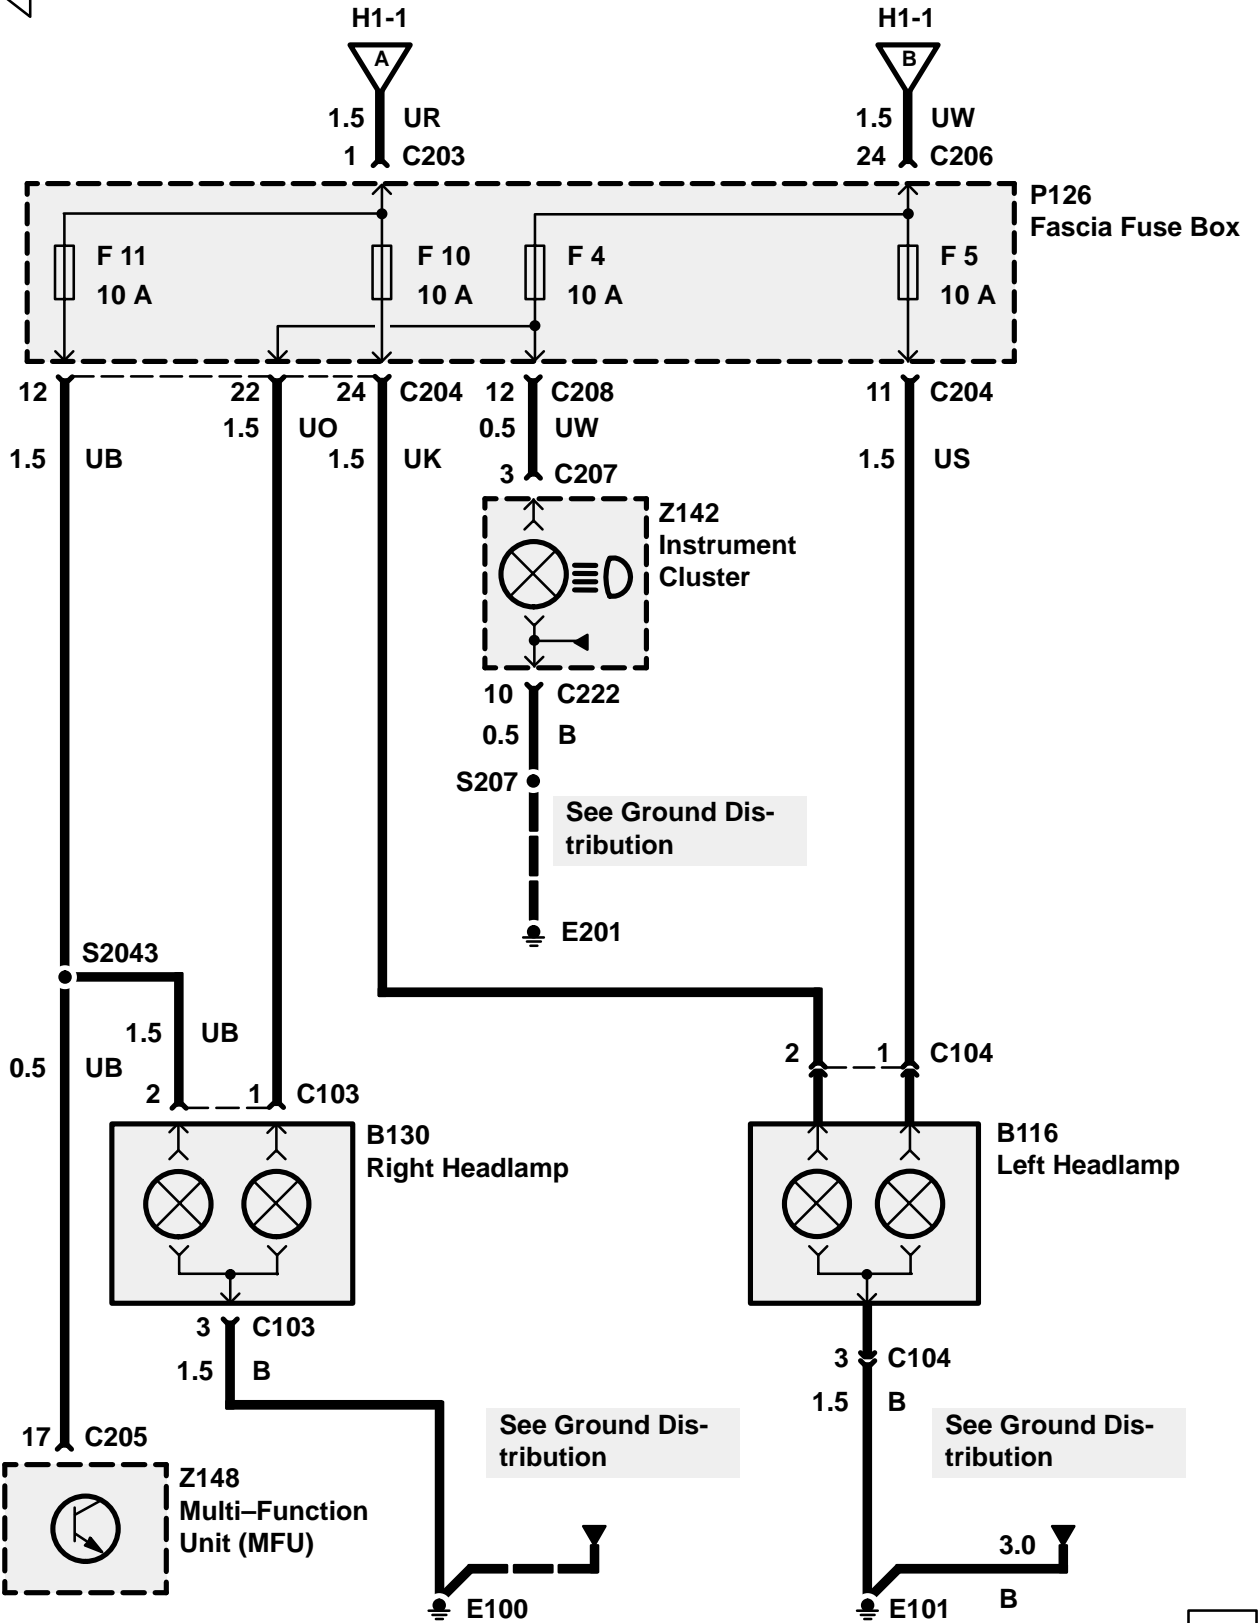 H1-1 H1-1
A B
1.5 UR 1.5 UW
1 C203 24 C206
P126
Fascia Fuse Box
F 11 F 10 F 4 F 5
10 A 10 A 10 A 10 A
12 22 24 C204 12 C208 11 C204
1.5 UO 0.5 UW
1.5 UB 1.5 UK 1.5 US
3 C207
Z142
Instrument
Cluster
10 C222
0.5 B
S207
See Ground Dis-
tribution
E201
S2043
1.5 UB
0.5 UB
2 1 C104
2 1 C103
B130
Right Headlamp
B116
Left Headlamp
3 C103
1.5 B
3 C104
1.5 B
See Ground Dis-
tribution
See Ground Dis-
tribution
17 C205
Z148
Multi–Function
Unit (MFU)
3.0
B
E100
E101